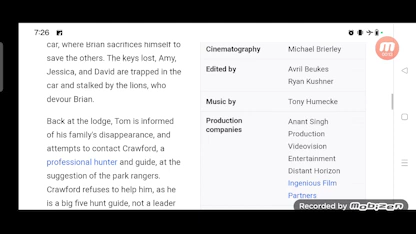 7:26
car, where Brian sacrifices himself to
save the others. The keys lost, Amy,
Jessica, and David are trapped in the
car and stalked by the lions, who
devour Brian.
Back at the lodge, Tom is informed
of his family's disappearance, and
attempts to contact Crawford, a
professional hunter and guide, at the
suggestion of the park rangers.
Crawford refuses to help him, as he
is a big five hunt guide, not a leader
Cinematography Michael Brierley
Edited by Avril Beukes
Ryan Kushner
Music by Tony Humecke
Production
companies
Anant Singh
Production
Videovision
Entertainment
Distant Horizon
Ingenious Film
Partners
Recorded by Mobizen